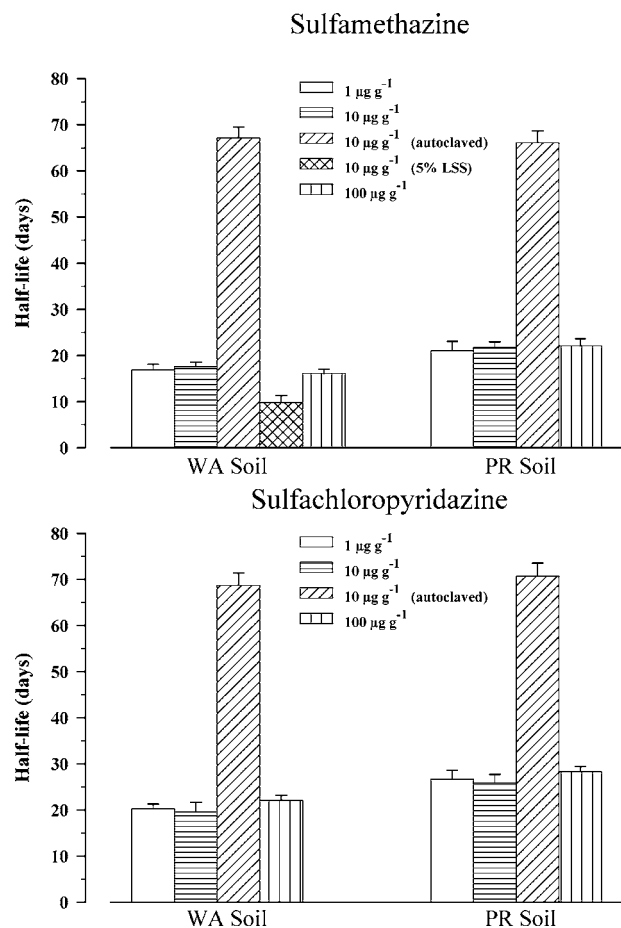 Sulfamethazine
80
70
60
50
40
30
20
10
0
Half-life (days)
1 µg g⁻¹
10 µg g⁻¹
10 µg g⁻¹ (autoclaved)
10 µg g⁻¹ (5% LSS)
100 µg g⁻¹
WA Soil PR Soil
Sulfachloropyridazine
80
70
60
50
40
30
20
10
0
Half-life (days)
1 µg g⁻¹
10 µg g⁻¹
10 µg g⁻¹ (autoclaved)
100 µg g⁻¹
WA Soil PR Soil